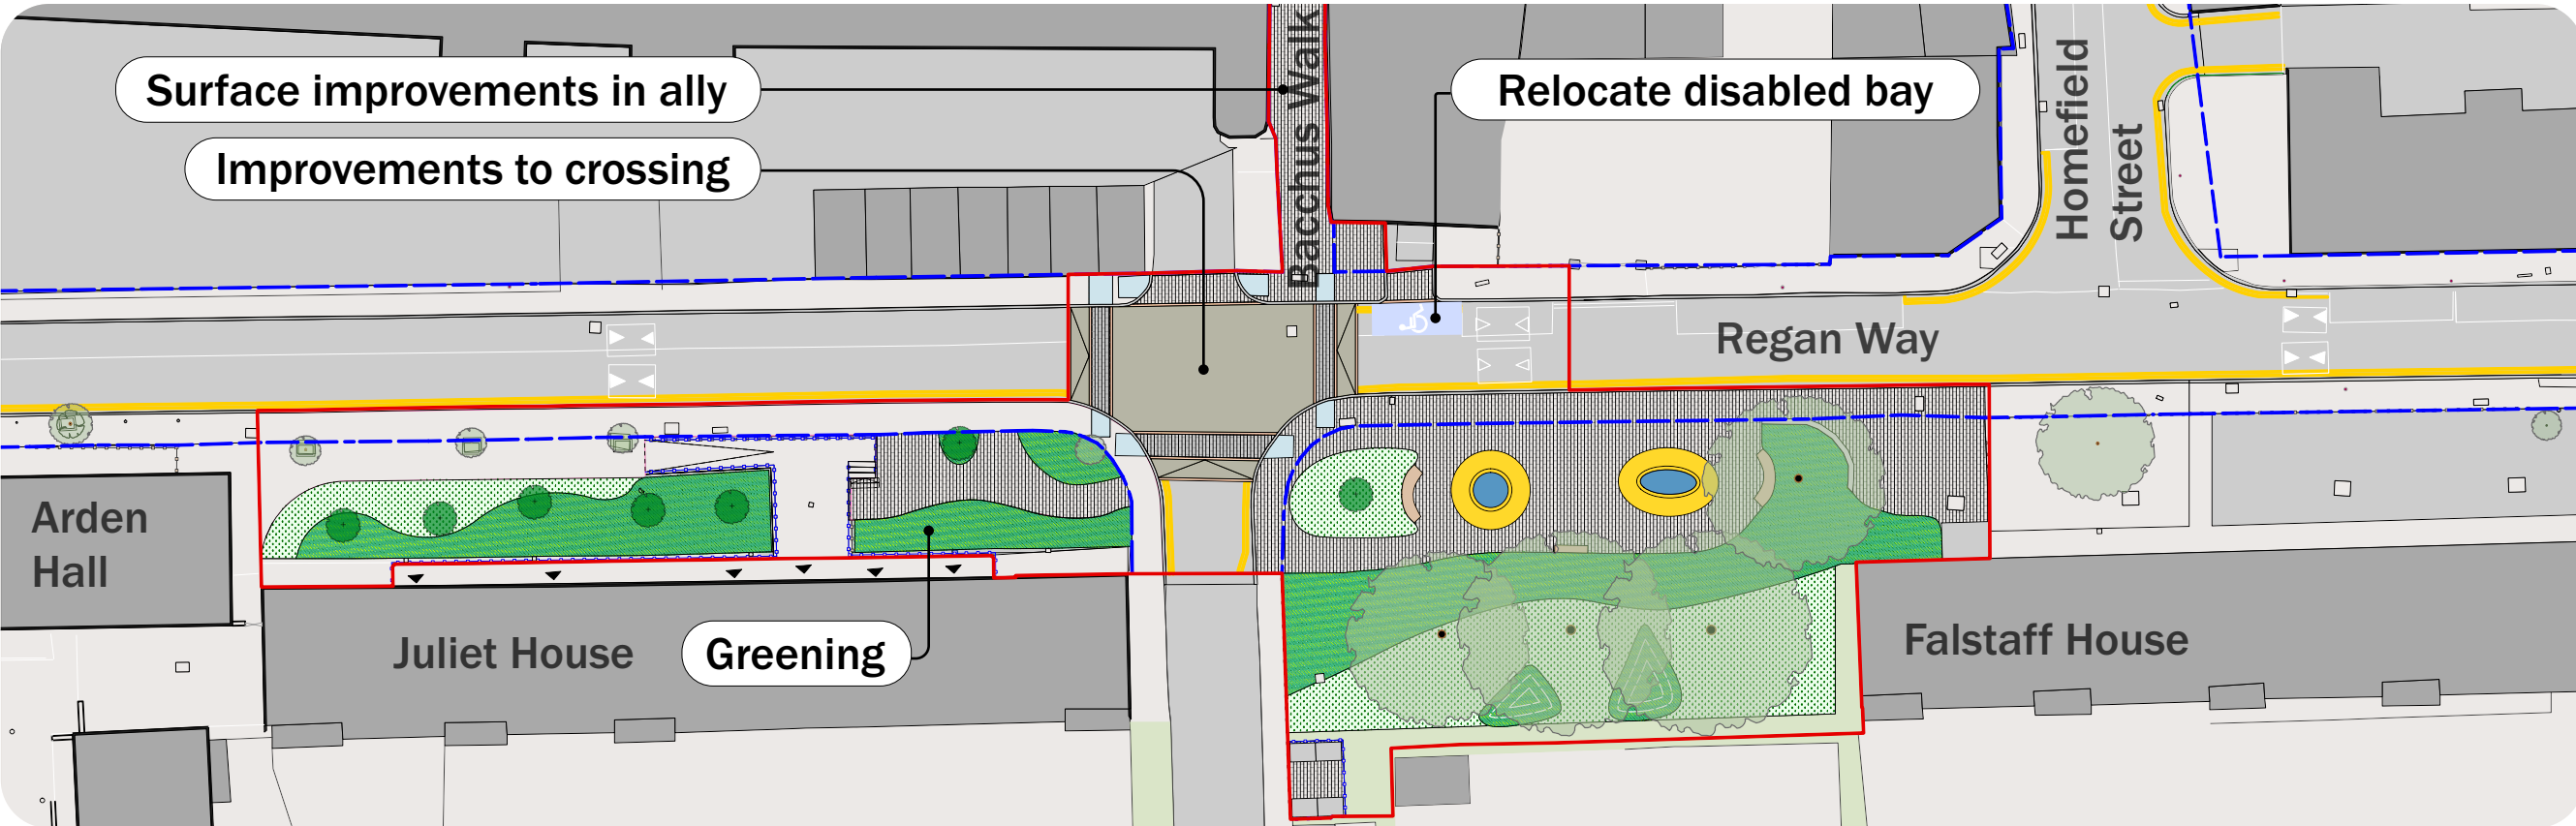 Surface improvements in ally
Improvements to crossing
Bacchus Walk
Relocate disabled bay
Homefield
Street
Regan Way
Arden
Hall
Juliet House
Greening
Falstaff House